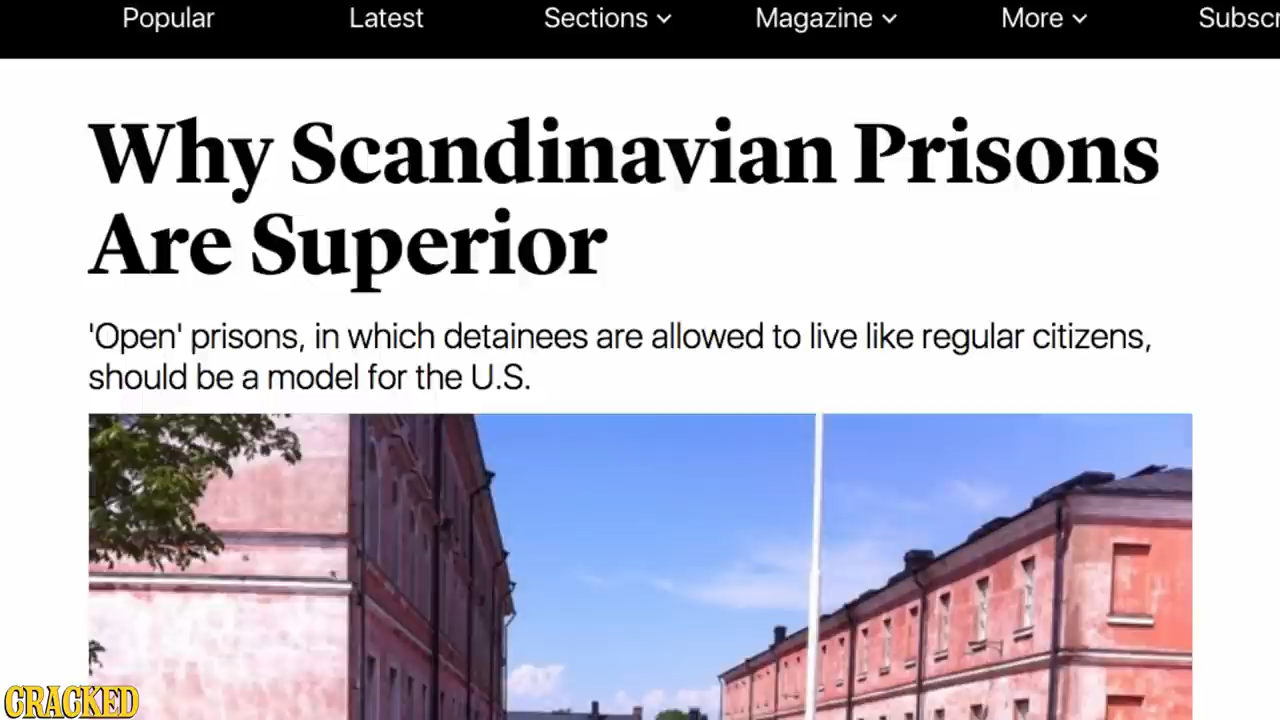 Popular Latest Sections Magazine More Subscr
Why Scandinavian Prisons
Are Superior
'Open' prisons, in which detainees are allowed to live like regular citizens,
should be a model for the U.S.
CRACKED